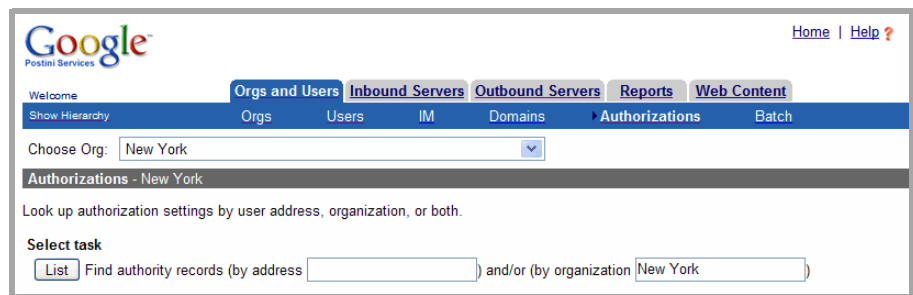 Home | Help ?
Google™
Postini Services
Welcome
Orgs and Users Inbound Servers Outbound Servers Reports Web Content
Show Hierarchy Orgs Users IM Domains Authorizations Batch
Choose Org: New York
Authorizations - New York
Look up authorization settings by user address, organization, or both.
Select task
List Find authority records (by address ) and/or (by organization New York )